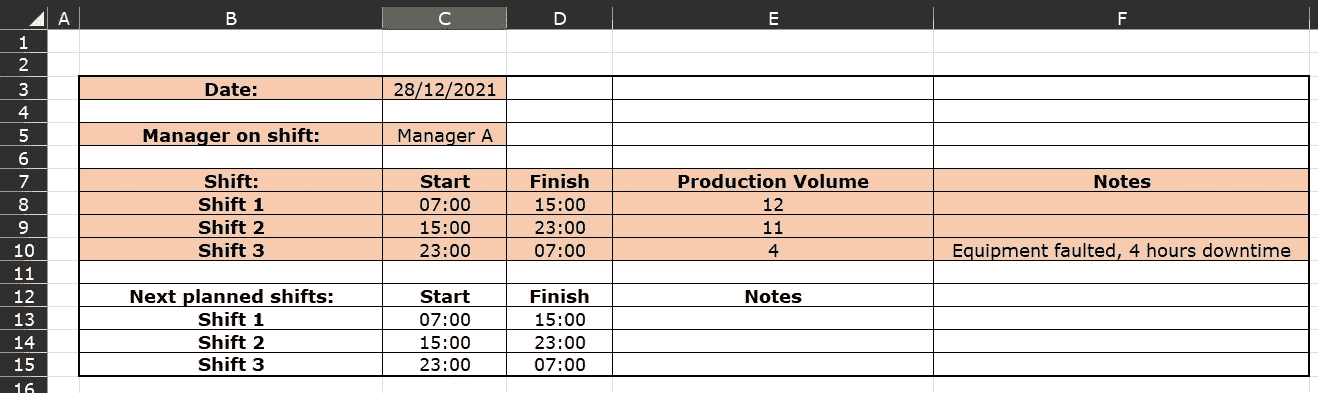 A B C D E F
1
2
3 Date: 28/12/2021
4
5 Manager on shift: Manager A
6
7 Shift: Start Finish Production Volume Notes
8 Shift 1 07:00 15:00 12
9 Shift 2 15:00 23:00 11
10 Shift 3 23:00 07:00 4 Equipment faulted, 4 hours downtime
11
12 Next planned shifts: Start Finish Notes
13 Shift 1 07:00 15:00
14 Shift 2 15:00 23:00
15 Shift 3 23:00 07:00
16